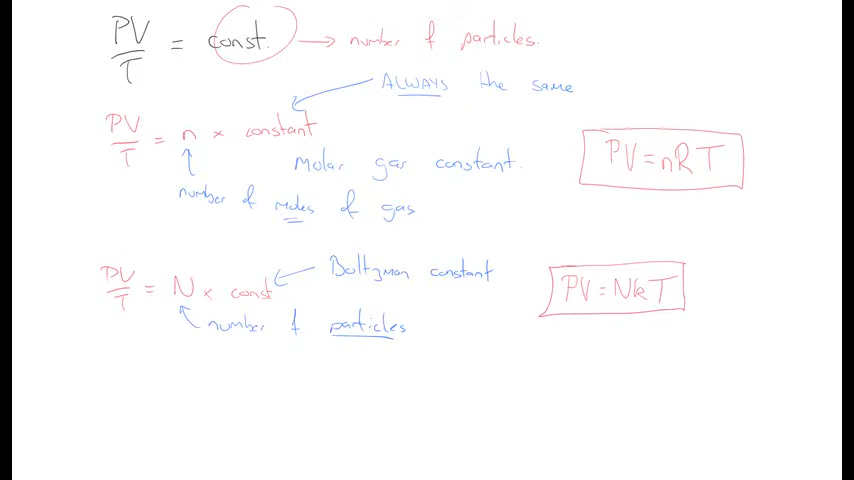 PV/T = const. → number of particles.
ALWAYS the same
PV/T = n × constant
Molar gas constant.
PV = nRT
number of moles of gas
PV/T = N × const
Boltzman constant
PV = NkT
number of particles